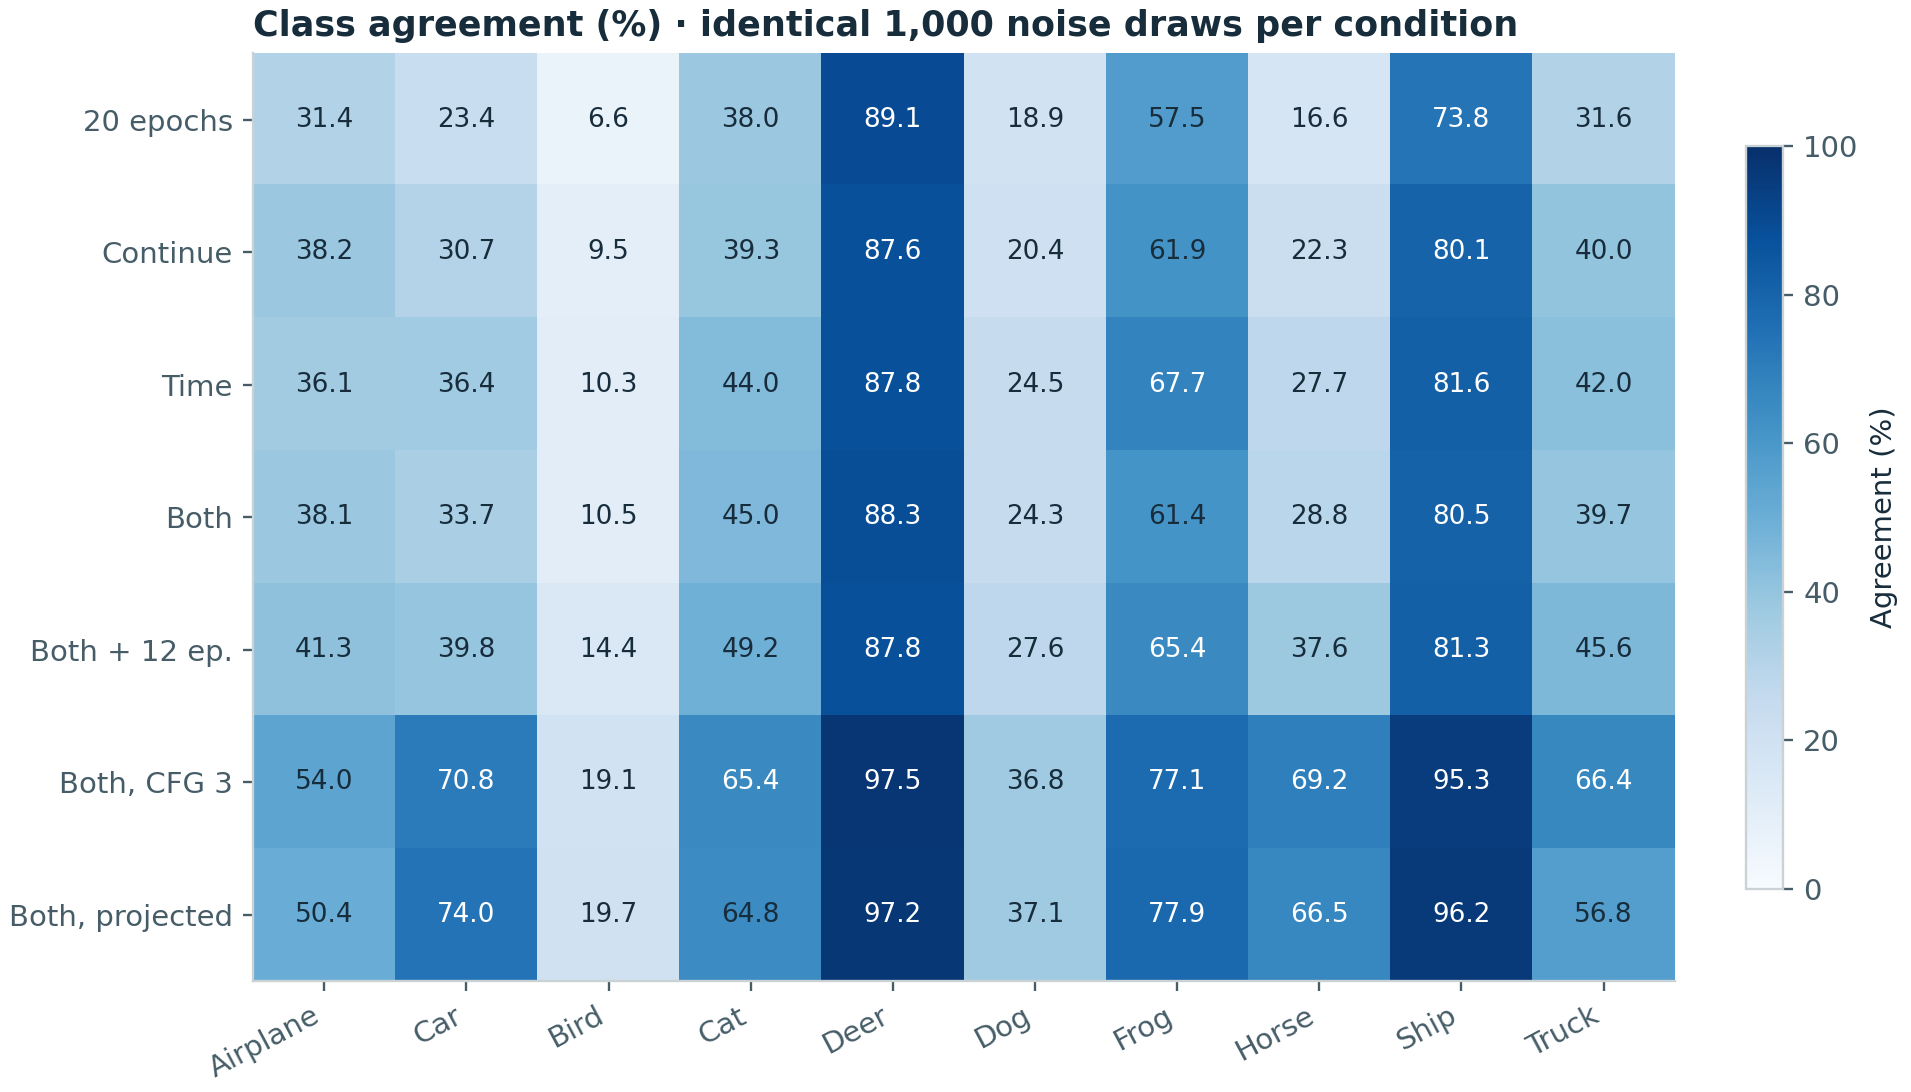 Class agreement (%) · identical 1,000 noise draws per condition
20 epochs 31.4 23.4 6.6 38.0 89.1 18.9 57.5 16.6 73.8 31.6
Continue 38.2 30.7 9.5 39.3 87.6 20.4 61.9 22.3 80.1 40.0
Time 36.1 36.4 10.3 44.0 87.8 24.5 67.7 27.7 81.6 42.0
Both 38.1 33.7 10.5 45.0 88.3 24.3 61.4 28.8 80.5 39.7
Both + 12 ep. 41.3 39.8 14.4 49.2 87.8 27.6 65.4 37.6 81.3 45.6
Both, CFG 3 54.0 70.8 19.1 65.4 97.5 36.8 77.1 69.2 95.3 66.4
Both, projected 50.4 74.0 19.7 64.8 97.2 37.1 77.9 66.5 96.2 56.8
Airplane Car Bird Cat Deer Dog Frog Horse Ship Truck
100
80
60
40
20
0
Agreement (%)